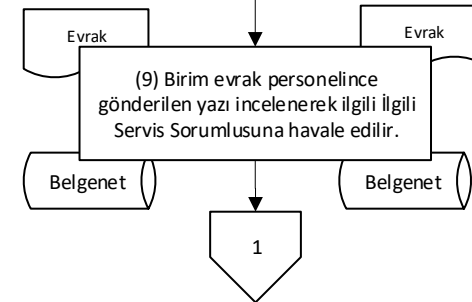 Evrak
Evrak
(9) Birim evrak personelince
gönderilen yazı incelenerek ilgili İlgili
Servis Sorumlusuna havale edilir.
Belgenet
Belgenet
1